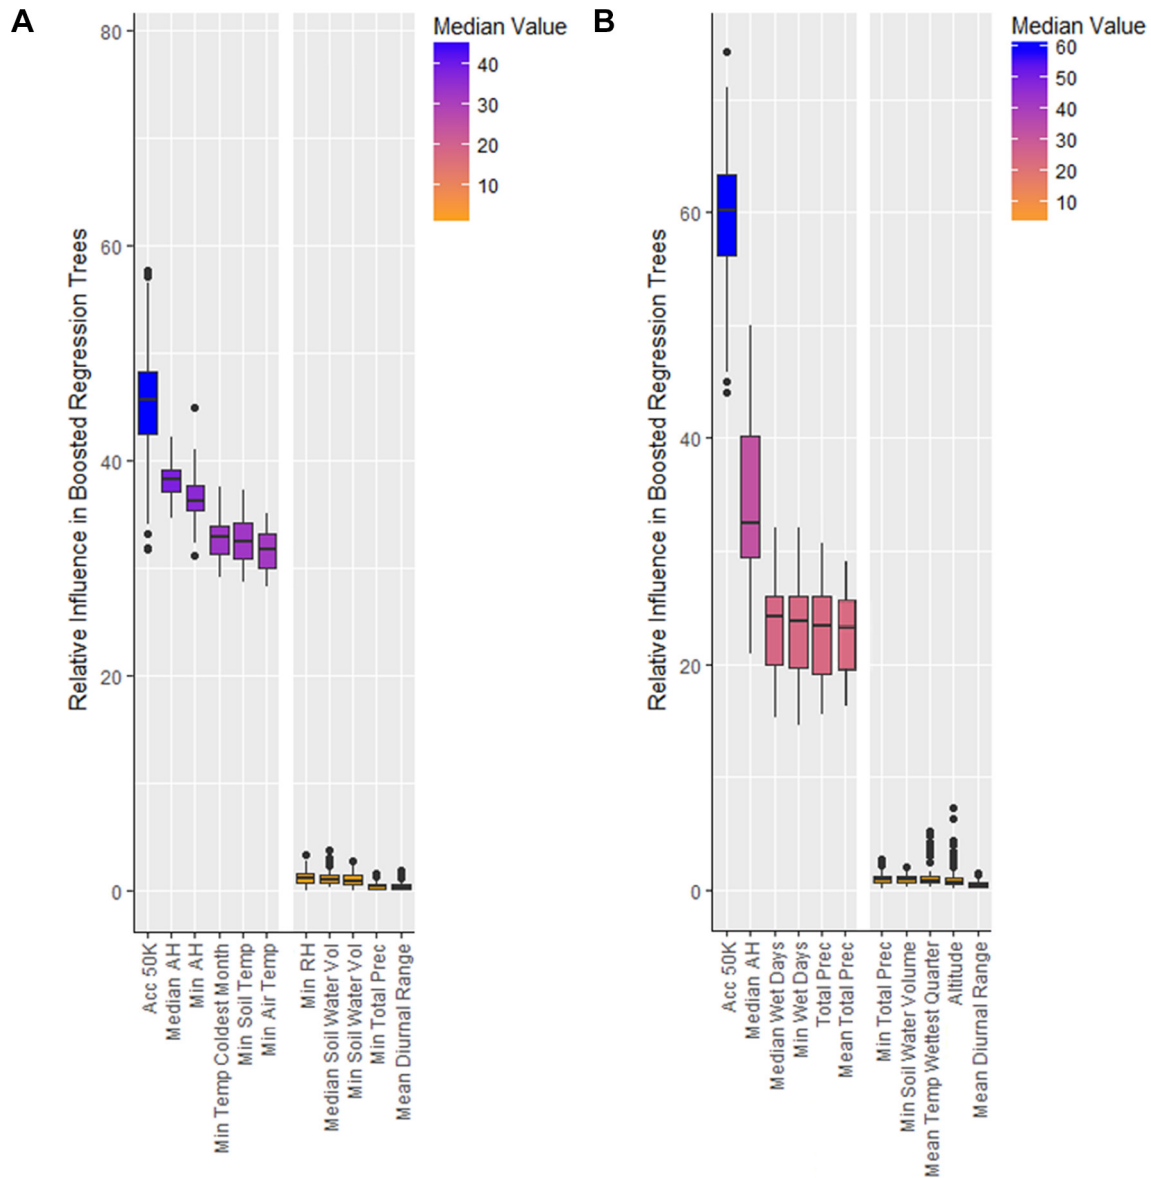 A
Relative Influence in Boosted Regression Trees
80
60
40
20
0
Acc 50K
Median AH
Min AH
Min Temp Coldest Month
Min Soil Temp
Min Air Temp
Min RH
Median Soil Water Vol
Min Soil Water Vol
Min Total Prec
Mean Diurnal Range
Median Value
40
30
20
10
B
Relative Influence in Boosted Regression Trees
60
40
20
0
Acc 50K
Median AH
Median Wet Days
Min Wet Days
Total Prec
Mean Total Prec
Min Total Prec
Min Soil Water Volume
Mean Temp Wettest Quarter
Altitude
Mean Diurnal Range
Median Value
60
50
40
30
20
10